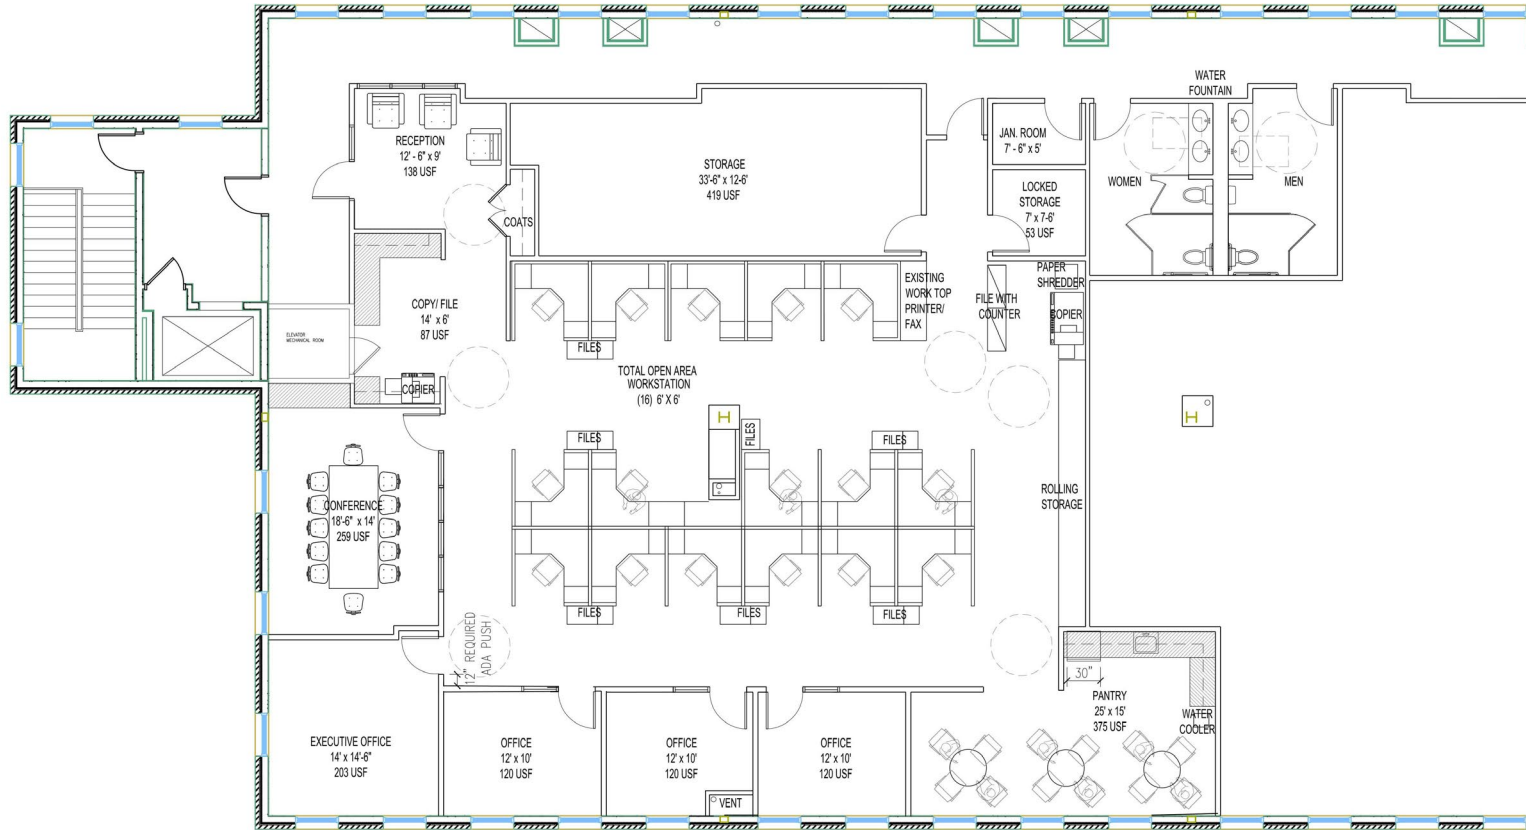 WATER
FOUNTAIN
RECEPTION
12' - 6" x 9'
138 USF
STORAGE
33'-6" x 12-6'
419 USF
JAN. ROOM
7' - 6" x 5'
LOCKED
STORAGE
7' x 7-6'
53 USF
WOMEN
MEN
COATS
COPY/ FILE
14' x 6'
87 USF
ELEVATOR
MECHANICAL ROOM
COPIER
EXISTING
WORK TOP
PRINTER/
FAX
FILE WITH
COUNTER
PAPER
SHREDDER
COPIER
FILES
TOTAL OPEN AREA
WORKSTATION
(16) 6' X 6'
FILES
FILES
FILES
CONFERENCE
18'-6" x 14'
259 USF
ROLLING
STORAGE
FILES
FILES
FILES
12" REQUIRED
ADA PUSH/
30"
PANTRY
25' x 15'
375 USF
WATER
COOLER
EXECUTIVE OFFICE
14' x 14'-6"
203 USF
OFFICE
12' x 10'
120 USF
OFFICE
12' x 10'
120 USF
OFFICE
12' x 10'
120 USF
VENT